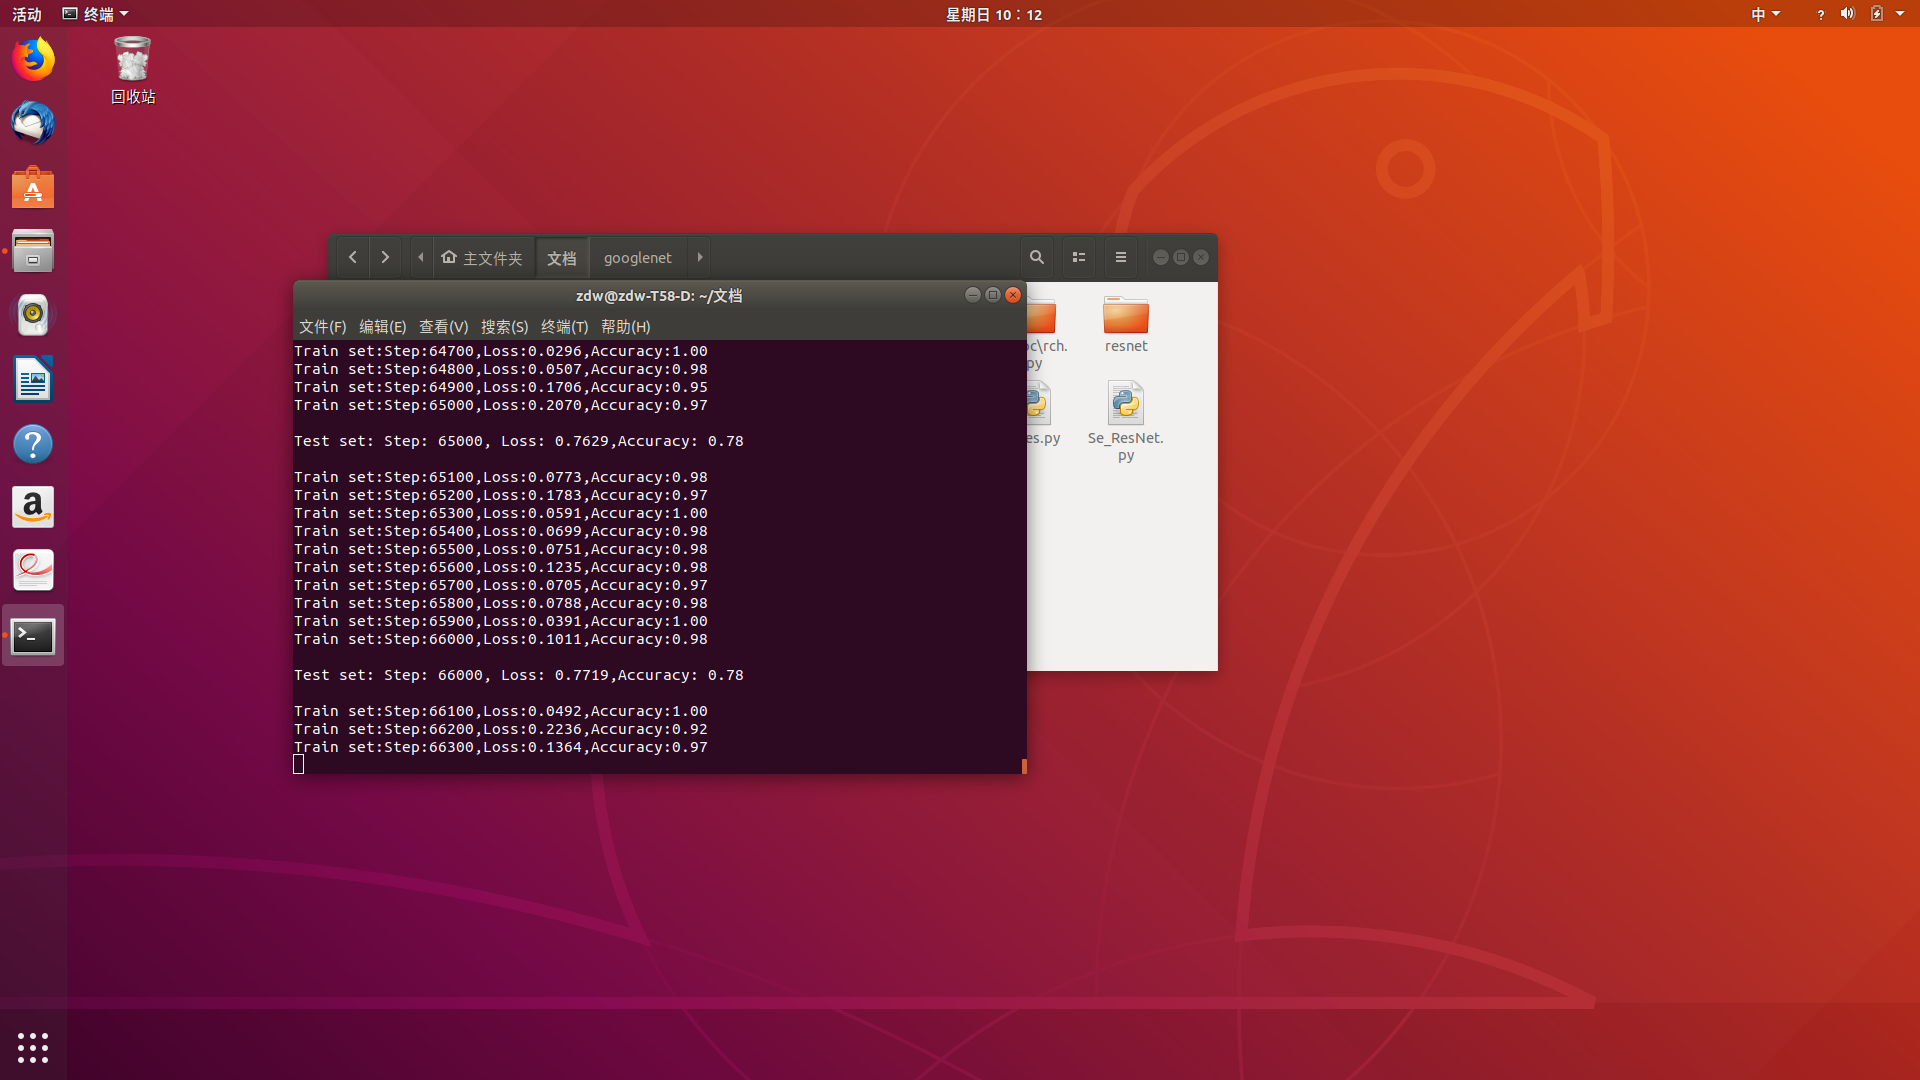 活动
终端
星期日 10：12
中
回收站
主文件夹
文档
googlenet
zdw@zdw-T58-D: ~/文档
文件(F) 编辑(E) 查看(V) 搜索(S) 终端(T) 帮助(H)
Train set:Step:64700,Loss:0.0296,Accuracy:1.00
Train set:Step:64800,Loss:0.0507,Accuracy:0.98
Train set:Step:64900,Loss:0.1706,Accuracy:0.95
Train set:Step:65000,Loss:0.2070,Accuracy:0.97
Test set: Step: 65000, Loss: 0.7629,Accuracy: 0.78
Train set:Step:65100,Loss:0.0773,Accuracy:0.98
Train set:Step:65200,Loss:0.1783,Accuracy:0.97
Train set:Step:65300,Loss:0.0591,Accuracy:1.00
Train set:Step:65400,Loss:0.0699,Accuracy:0.98
Train set:Step:65500,Loss:0.0751,Accuracy:0.98
Train set:Step:65600,Loss:0.1235,Accuracy:0.98
Train set:Step:65700,Loss:0.0705,Accuracy:0.97
Train set:Step:65800,Loss:0.0788,Accuracy:0.98
Train set:Step:65900,Loss:0.0391,Accuracy:1.00
Train set:Step:66000,Loss:0.1011,Accuracy:0.98
Test set: Step: 66000, Loss: 0.7719,Accuracy: 0.78
Train set:Step:66100,Loss:0.0492,Accuracy:1.00
Train set:Step:66200,Loss:0.2236,Accuracy:0.92
Train set:Step:66300,Loss:0.1364,Accuracy:0.97
\rch.
py
resnet
es.py
Se_ResNet.
py